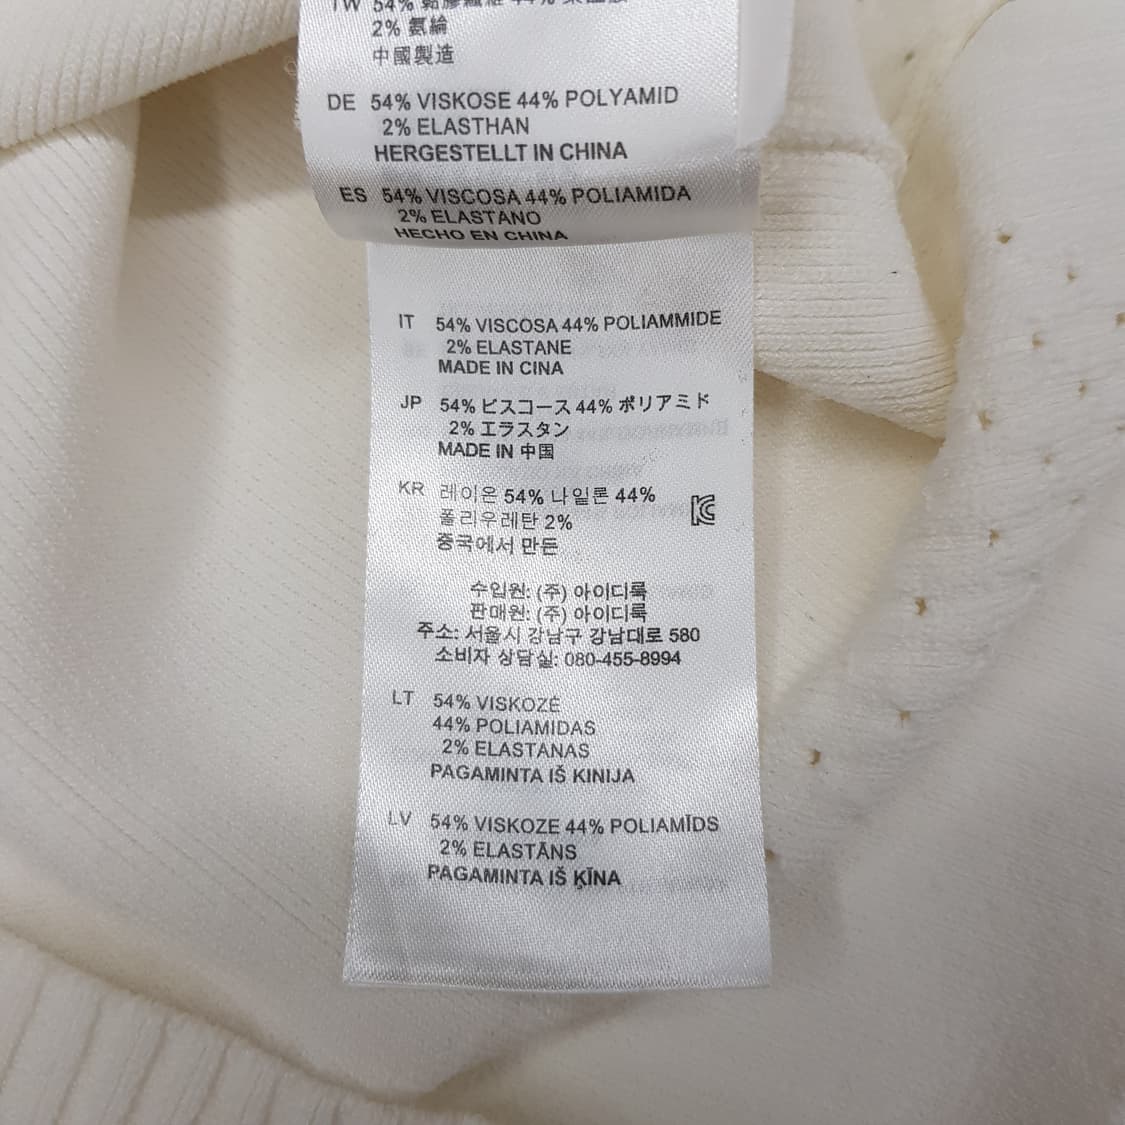 TW 54% 黏膠纖維 44%
2% 氨綸
中國製造
DE 54% VISKOSE 44% POLYAMID
2% ELASTHAN
HERGESTELLT IN CHINA
ES 54% VISCOSA 44% POLIAMIDA
2% ELASTANO
HECHO EN CHINA
IT 54% VISCOSA 44% POLIAMMIDE
2% ELASTANE
MADE IN CINA
JP 54% ビスコース 44% ポリアミド
2% エラスタン
MADE IN 中国
KR 레이온 54% 나일론 44%
폴리우레탄 2%
중국에서 만든
수입원: (주) 아이디룩
판매원: (주) 아이디룩
주소: 서울시 강남구 강남대로 580
소비자 상담실: 080-455-8994
LT 54% VISKOZĖ
44% POLIAMIDAS
2% ELASTANAS
PAGAMINTA IŠ KINIJA
LV 54% VISKOZE 44% POLIAMĪDS
2% ELASTĀNS
PAGAMINTA IŠ ĶĪNA